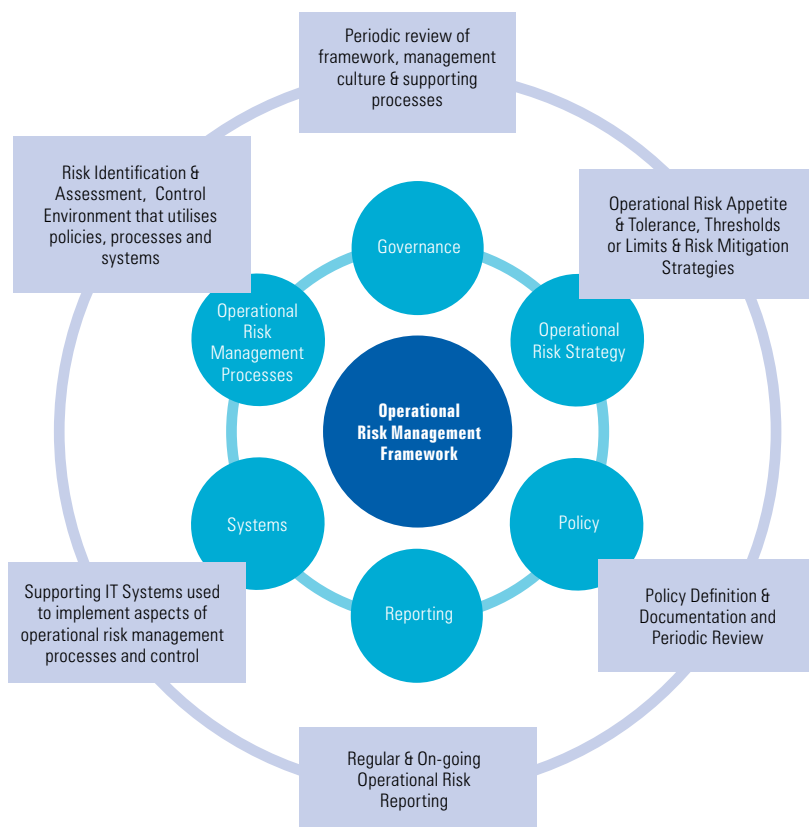 Periodic review of
framework, management
culture & supporting
processes
Risk Identification &
Assessment, Control
Environment that utilises
policies, processes and
systems
Operational Risk Appetite
& Tolerance, Thresholds
or Limits & Risk Mitigation
Strategies
Governance
Operational
Risk
Management
Processes
Operational
Risk Strategy
Operational
Risk Management
Framework
Systems
Policy
Reporting
Supporting IT Systems used
to implement aspects of
operational risk management
processes and control
Policy Definition &
Documentation and
Periodic Review
Regular & On-going
Operational Risk
Reporting